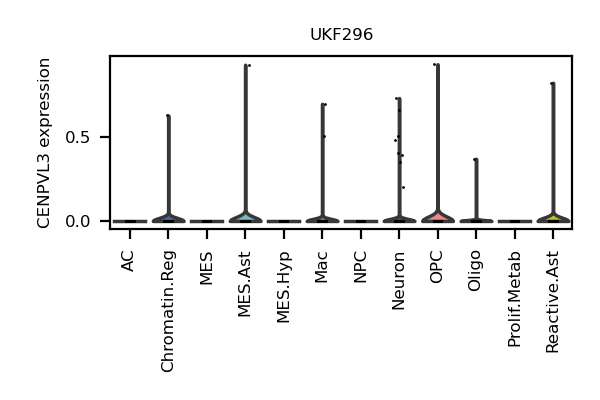 UKF296
CENPVL3 expression
0.5
0.0
AC
Chromatin.Reg
MES
MES.Ast
MES.Hyp
Mac
NPC
Neuron
OPC
Oligo
Prolif.Metab
Reactive.Ast